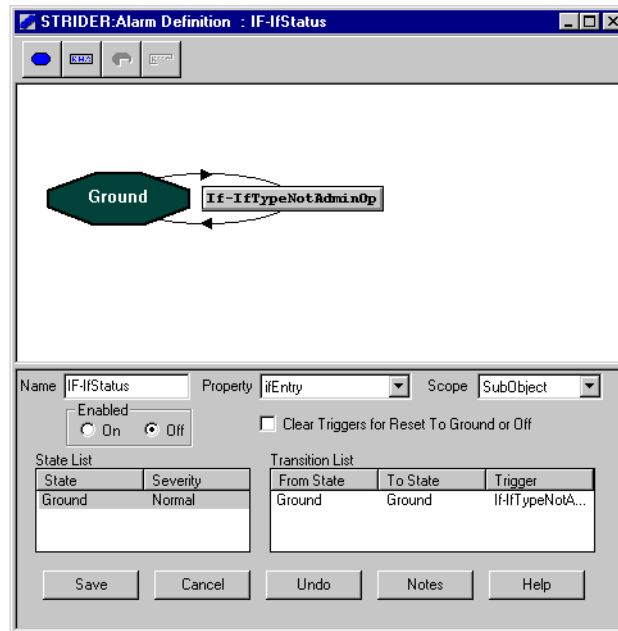 STRIDER:Alarm Definition : IF-IfStatus
Ground
If-IfTypeNotAdminOp
Name IF-IfStatus Property ifEntry Scope SubObject
Enabled
On Off Clear Triggers for Reset To Ground or Off
State List Transition List
State Severity From State To State Trigger
Ground Normal Ground Ground If-IfTypeNotA...
Save Cancel Undo Notes Help